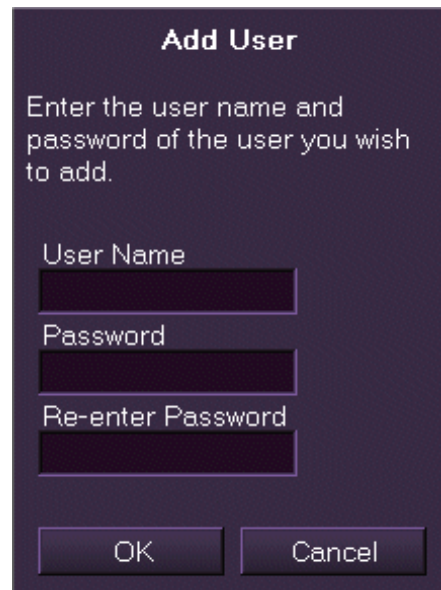 Add User
Enter the user name and
password of the user you wish
to add.
User Name
Password
Re-enter Password
OK
Cancel